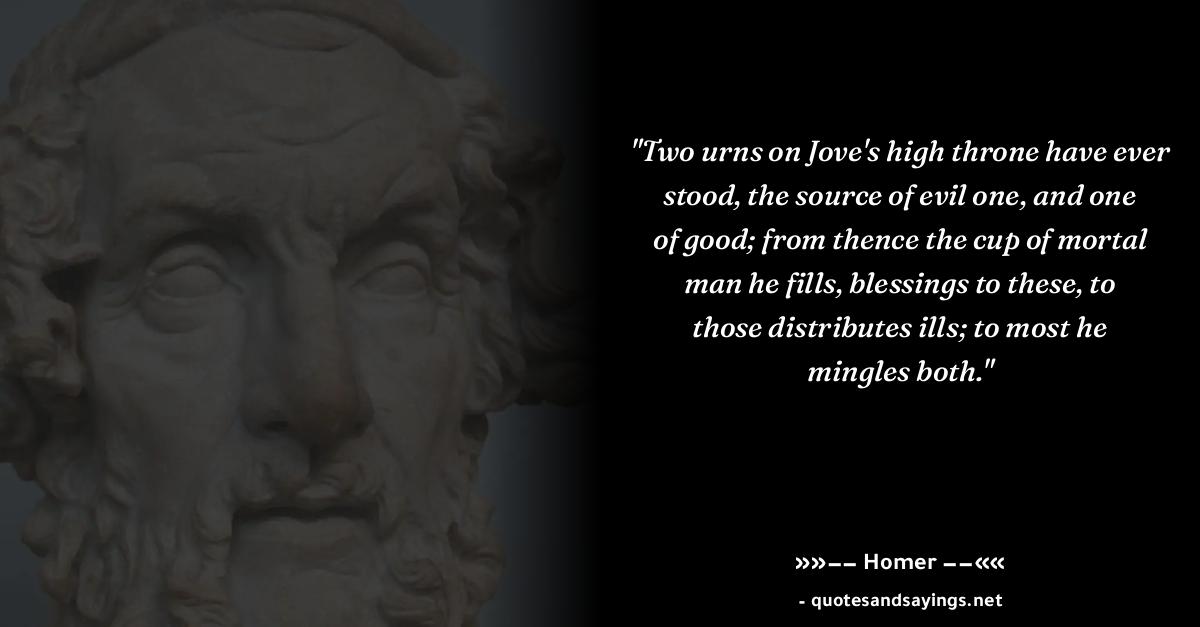 "Two urns on Jove's high throne have ever
stood, the source of evil one, and one
of good; from thence the cup of mortal
man he fills, blessings to these, to
those distributes ills; to most he
mingles both."
»»−− Homer −−««
- quotesandsayings.net